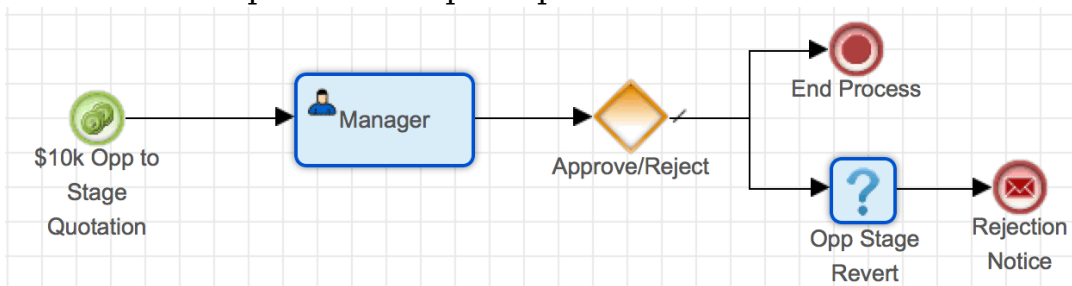 $10k Opp to
Stage
Quotation
Manager
Approve/Reject
End Process
Opp Stage
Revert
Rejection
Notice